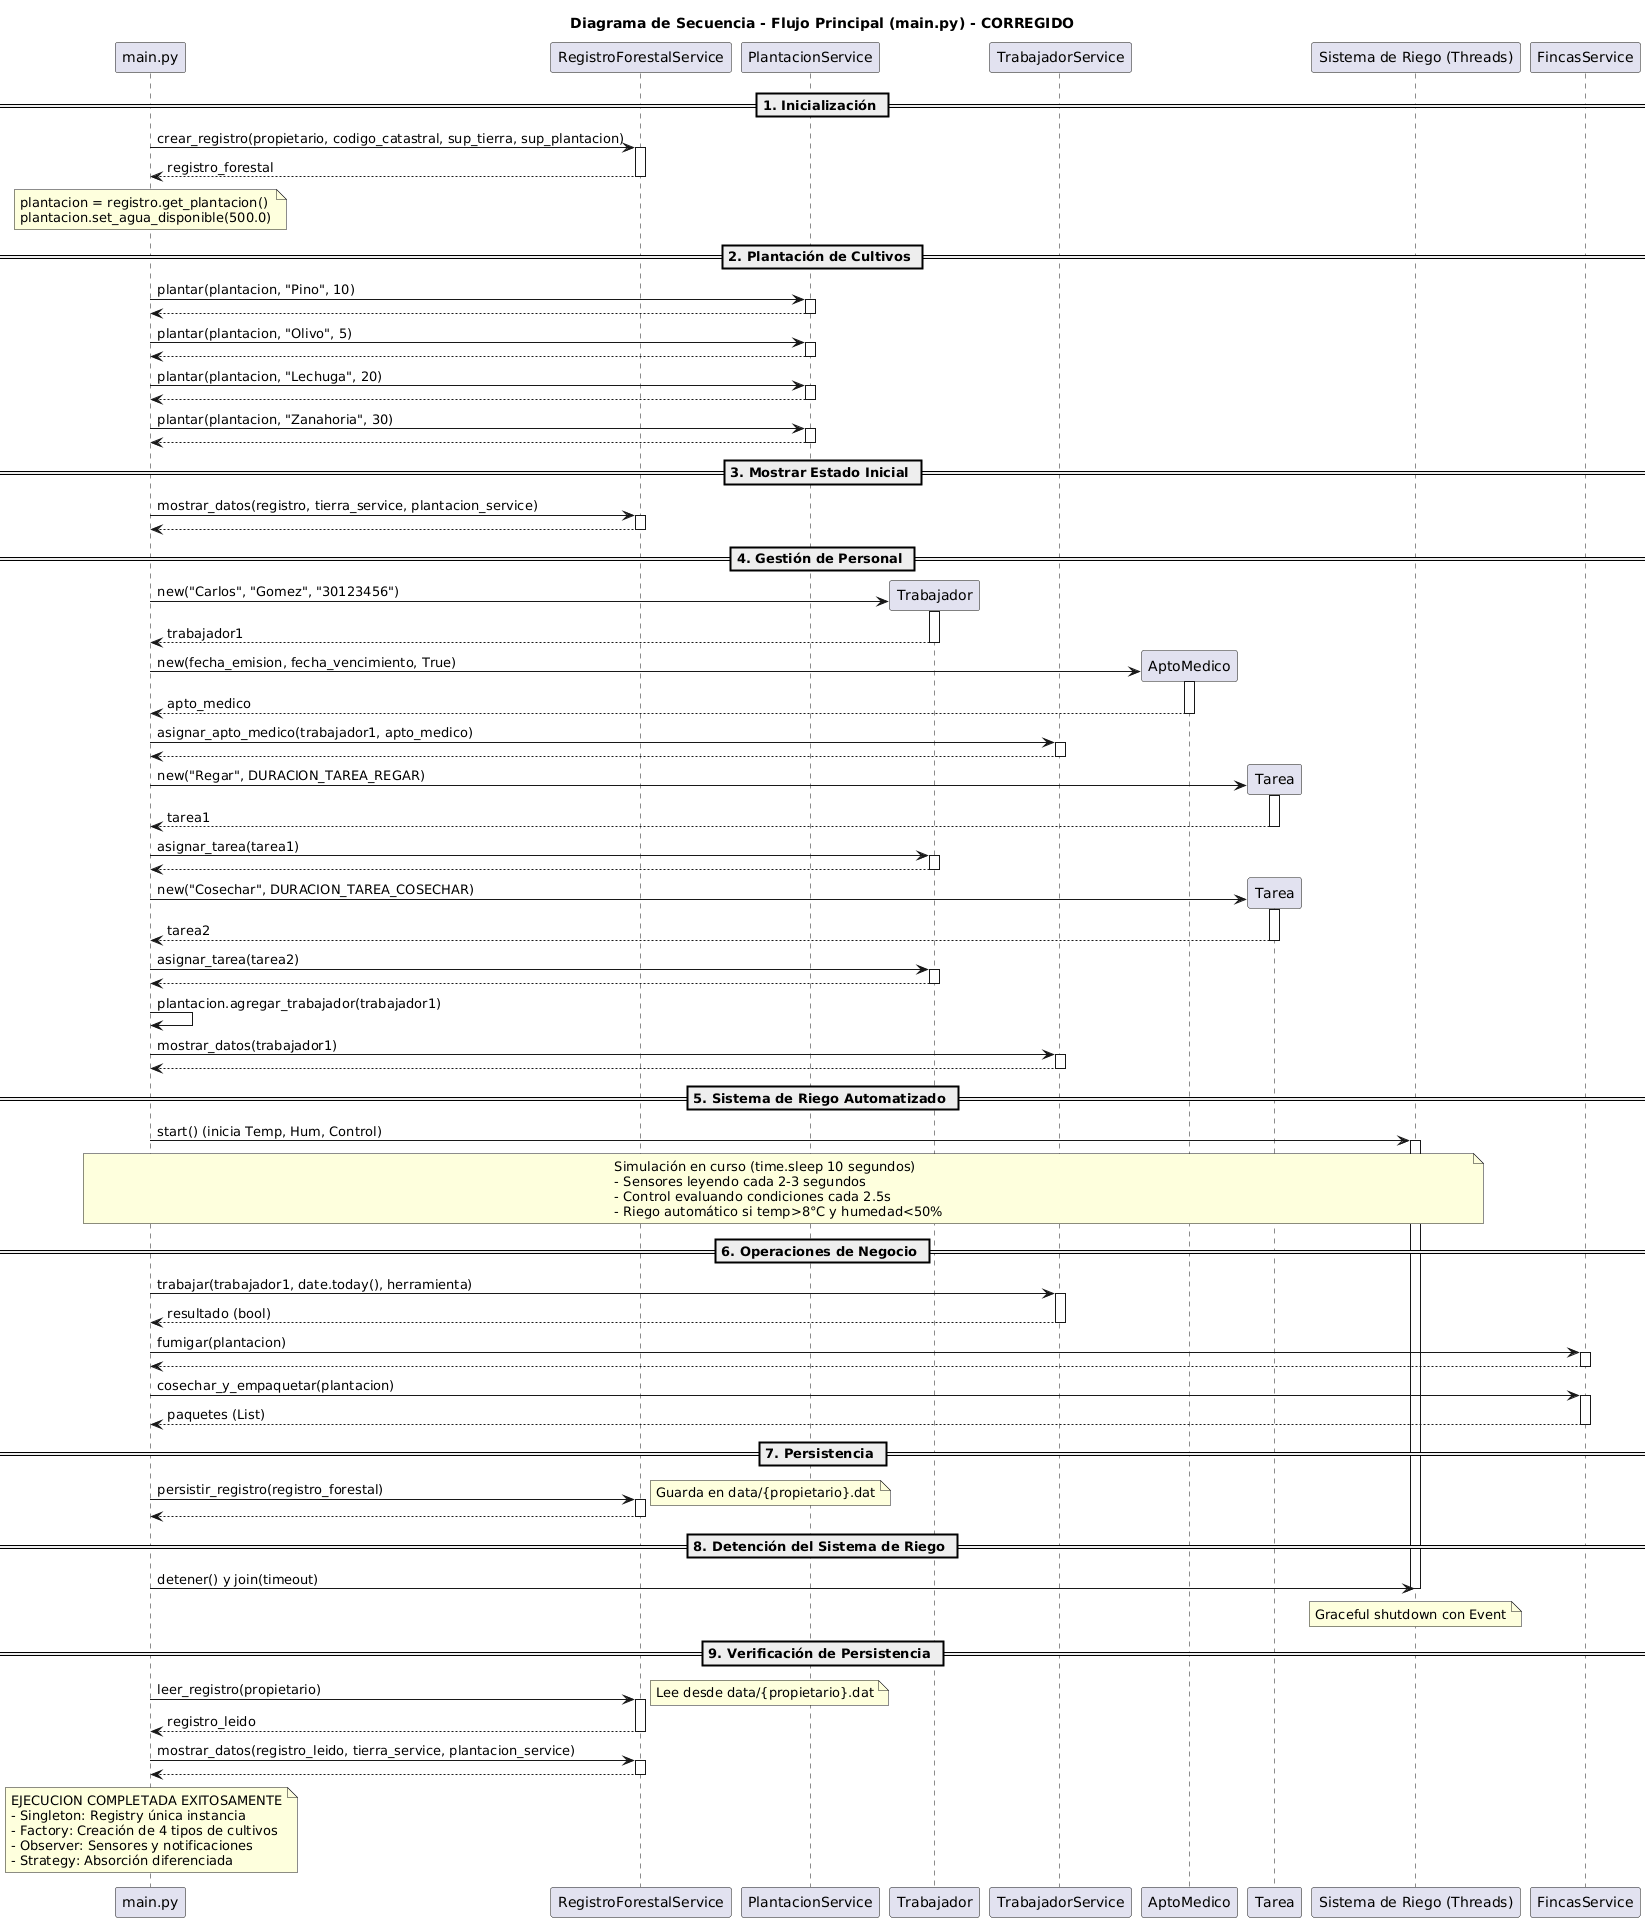 Diagrama de Secuencia - Flujo Principal (main.py) - CORREGIDO
main.py
RegistroForestalService
PlantacionService
TrabajadorService
Sistema de Riego (Threads)
FincasService
1. Inicialización
crear_registro(propietario, codigo_catastral, sup_tierra, sup_plantacion)
registro_forestal
plantacion = registro.get_plantacion()
plantacion.set_agua_disponible(500.0)
2. Plantación de Cultivos
plantar(plantacion, "Pino", 10)
plantar(plantacion, "Olivo", 5)
plantar(plantacion, "Lechuga", 20)
plantar(plantacion, "Zanahoria", 30)
3. Mostrar Estado Inicial
mostrar_datos(registro, tierra_service, plantacion_service)
4. Gestión de Personal
new("Carlos", "Gomez", "30123456")
Trabajador
trabajador1
new(fecha_emision, fecha_vencimiento, True)
AptoMedico
apto_medico
asignar_apto_medico(trabajador1, apto_medico)
new("Regar", DURACION_TAREA_REGAR)
Tarea
tarea1
asignar_tarea(tarea1)
new("Cosechar", DURACION_TAREA_COSECHAR)
Tarea
tarea2
asignar_tarea(tarea2)
plantacion.agregar_trabajador(trabajador1)
mostrar_datos(trabajador1)
5. Sistema de Riego Automatizado
start() (inicia Temp, Hum, Control)
Simulación en curso (time.sleep 10 segundos)
- Sensores leyendo cada 2-3 segundos
- Control evaluando condiciones cada 2.5s
- Riego automático si temp>8°C y humedad<50%
6. Operaciones de Negocio
trabajar(trabajador1, date.today(), herramienta)
resultado (bool)
fumigar(plantacion)
cosechar_y_empaquetar(plantacion)
paquetes (List)
7. Persistencia
persistir_registro(registro_forestal)
Guarda en data/{propietario}.dat
8. Detención del Sistema de Riego
detener() y join(timeout)
Graceful shutdown con Event
9. Verificación de Persistencia
leer_registro(propietario)
Lee desde data/{propietario}.dat
registro_leido
mostrar_datos(registro_leido, tierra_service, plantacion_service)
EJECUCION COMPLETADA EXITOSAMENTE
- Singleton: Registry única instancia
- Factory: Creación de 4 tipos de cultivos
- Observer: Sensores y notificaciones
- Strategy: Absorción diferenciada
main.py
RegistroForestalService
PlantacionService
Trabajador
TrabajadorService
AptoMedico
Tarea
Sistema de Riego (Threads)
FincasService